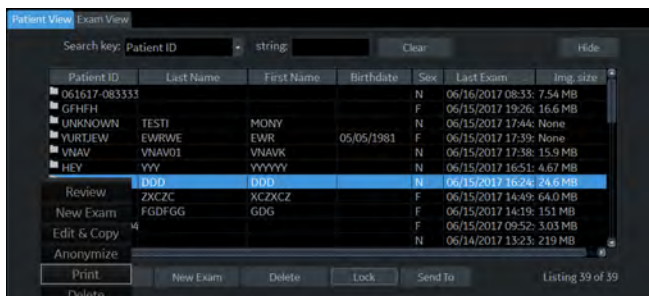 Patient View Exam View
Search key: Patient ID string: Clear Hide
Patient ID Last Name First Name Birthdate Sex Last Exam Img. size
061617-083333 N 06/16/2017 08:33: 7.54 MB
GFHFH F 06/15/2017 19:26: 16.6 MB
UNKNOWN TESTI MONY N 06/15/2017 17:44: None
YURTJEW EWRWE EWR 05/05/1981 F 06/15/2017 17:39: None
VNAV VNAV01 VNAVK N 06/15/2017 17:38: 15.9 MB
HEY YYY YYYYYY N 06/15/2017 16:51: 4.67 MB
DDD DDD N 06/15/2017 16:24: 24.6 MB
Review ZXCZC XCZXCZ F 06/15/2017 14:49: 64.0 MB
New Exam FGDFGG GDG F 06/15/2017 14:19: 151 MB
Edit & Copy F 06/15/2017 09:52: 3.03 MB
N 06/14/2017 13:23: 219 MB
Anonymize
Print New Exam Delete Lock Send To Listing 39 of 39
Delete